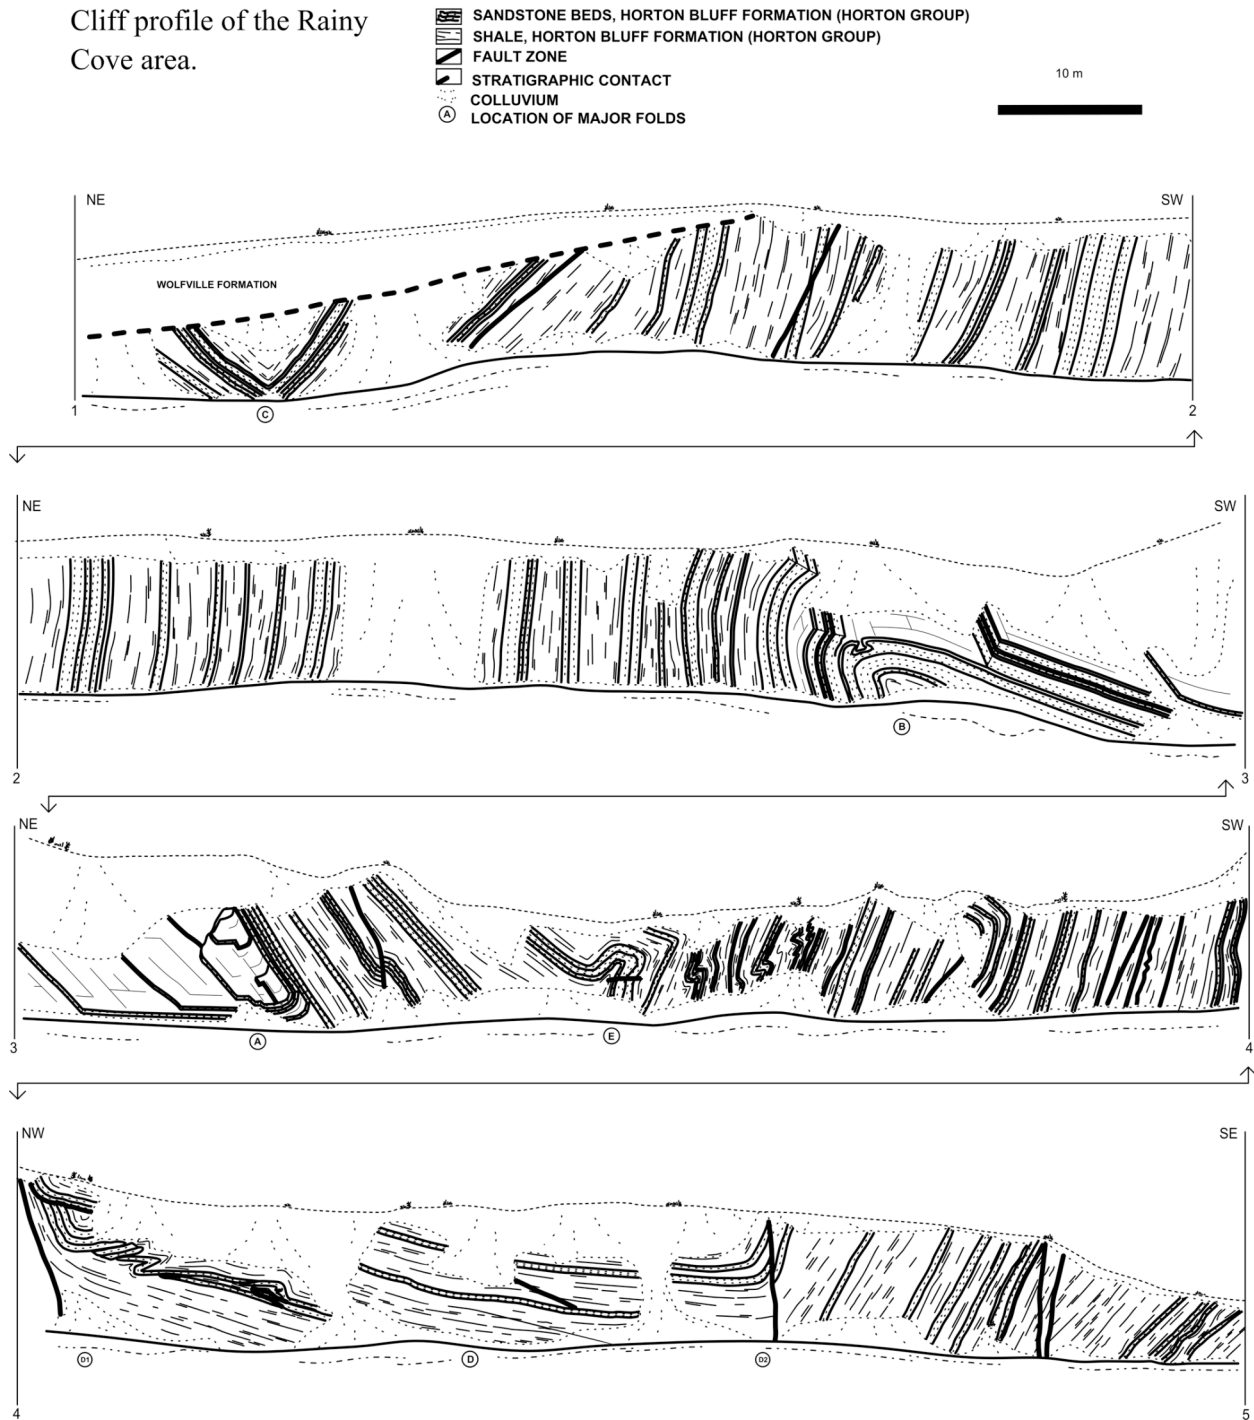 Cliff profile of the Rainy
Cove area.
SANDSTONE BEDS, HORTON BLUFF FORMATION (HORTON GROUP)
SHALE, HORTON BLUFF FORMATION (HORTON GROUP)
FAULT ZONE
STRATIGRAPHIC CONTACT
COLLUVIUM
A LOCATION OF MAJOR FOLDS
10 m
NE SW
WOLFVILLE FORMATION
1 C 2
NE SW
B
2 3
NE SW
A E
3 4
NW SE
D1 D D2
4 5